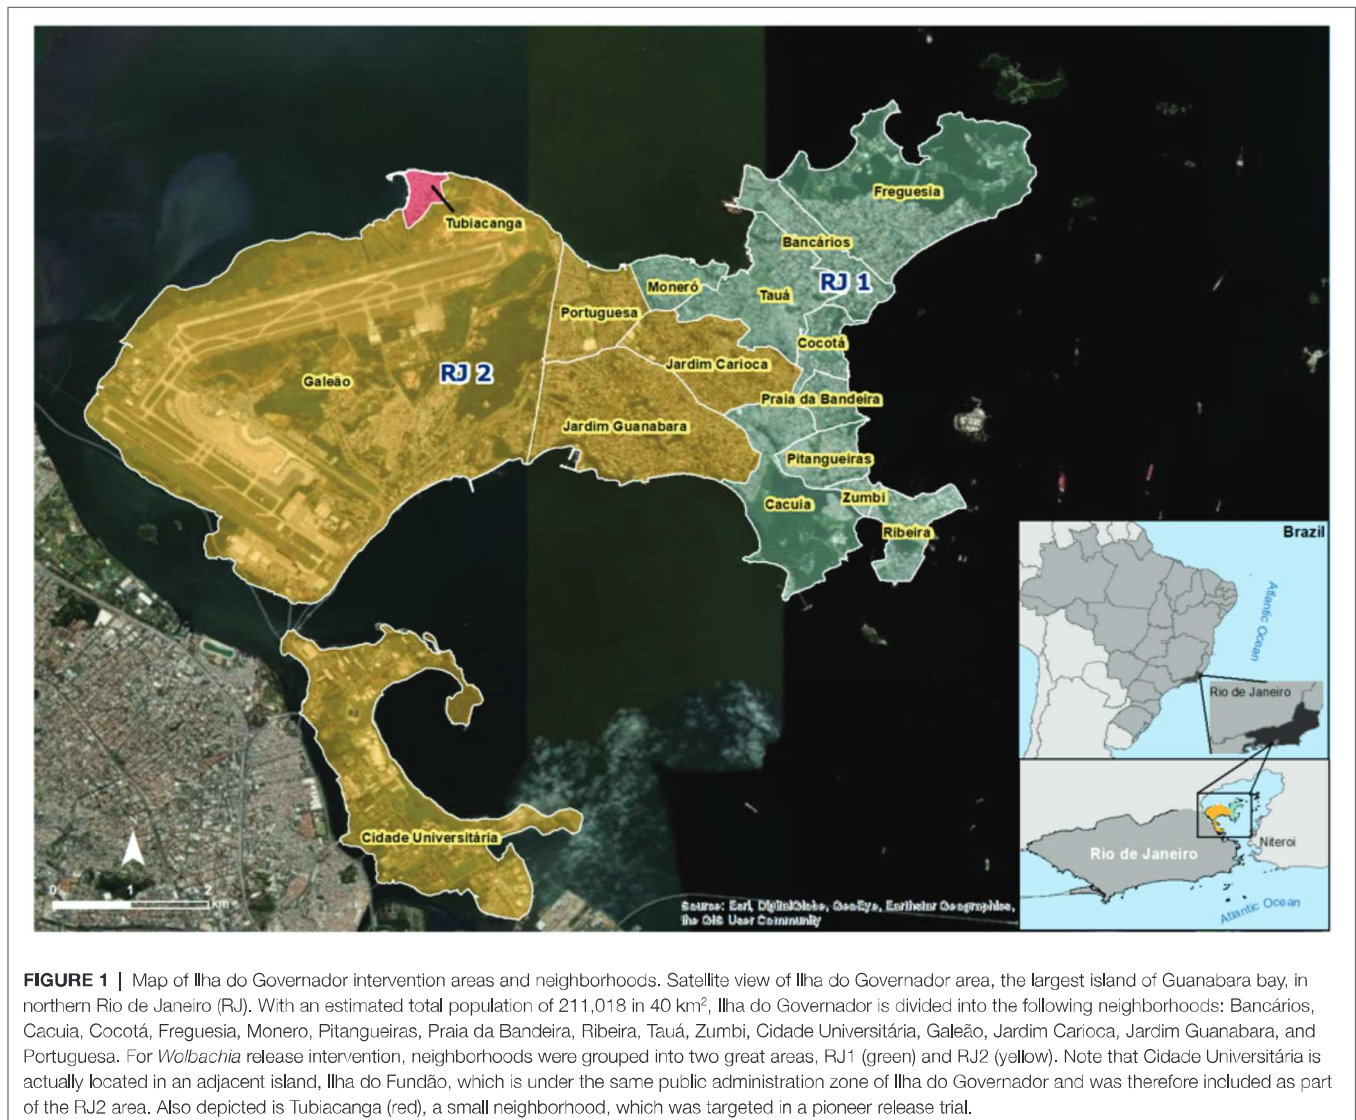 Freguesia
Tubiacanga
Bancários
RJ 1
Moneró
Tauá
Portuguesa
Cocotá
Jardim Carioca
RJ 2
Galeão
Praia da Bandeira
Jardim Guanabara
Pitangueiras
Zumbi
Cacuia
Ribeira
Brazil
Atlantic Ocean
Rio de Janeiro
Cidade Universitária
Niteroi
Rio de Janeiro
Atlantic Ocean
0 1 2
km
Source: Esri, DigitalGlobe, GeoEye, Earthstar Geographics,
the GIS User Community
FIGURE 1 | Map of Ilha do Governador intervention areas and neighborhoods. Satellite view of Ilha do Governador area, the largest island of Guanabara bay, in
northern Rio de Janeiro (RJ). With an estimated total population of 211,018 in 40 km², Ilha do Governador is divided into the following neighborhoods: Bancários,
Cacuia, Cocotá, Freguesia, Monero, Pitangueiras, Praia da Bandeira, Ribeira, Tauá, Zumbi, Cidade Universitária, Galeão, Jardim Carioca, Jardim Guanabara, and
Portuguesa. For Wolbachia release intervention, neighborhoods were grouped into two great areas, RJ1 (green) and RJ2 (yellow). Note that Cidade Universitária is
actually located in an adjacent island, Ilha do Fundão, which is under the same public administration zone of Ilha do Governador and was therefore included as part
of the RJ2 area. Also depicted is Tubiacanga (red), a small neighborhood, which was targeted in a pioneer release trial.